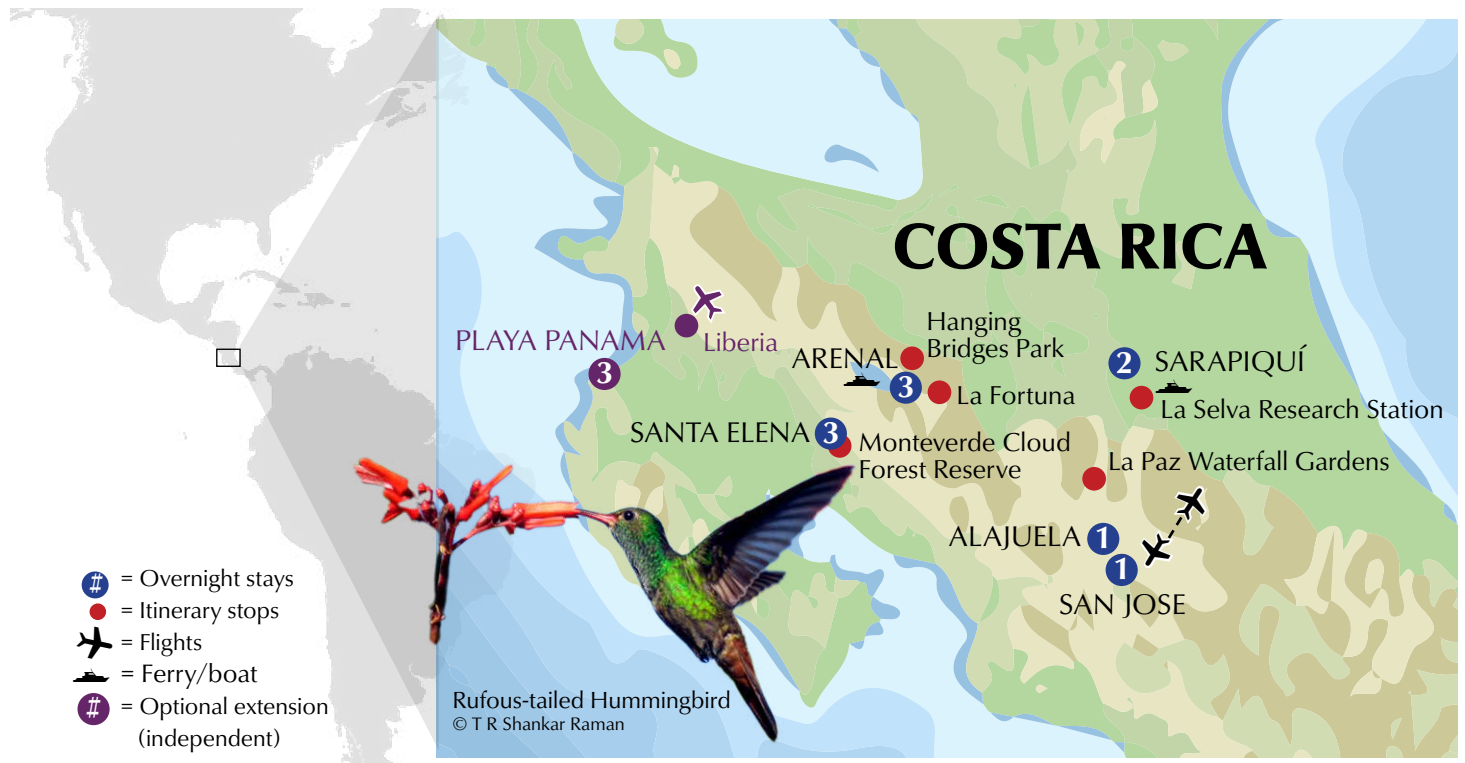 COSTA RICA
PLAYA PANAMA
3
Liberia
Hanging
Bridges Park
ARENAL
3
La Fortuna
2
SARAPIQUÍ
La Selva Research Station
SANTA ELENA
3
Monteverde Cloud
Forest Reserve
La Paz Waterfall Gardens
ALAJUELA
1
1
SAN JOSE
# = Overnight stays
= Itinerary stops
= Flights
= Ferry/boat
# = Optional extension
(independent)
Rufous-tailed Hummingbird
© T R Shankar Raman